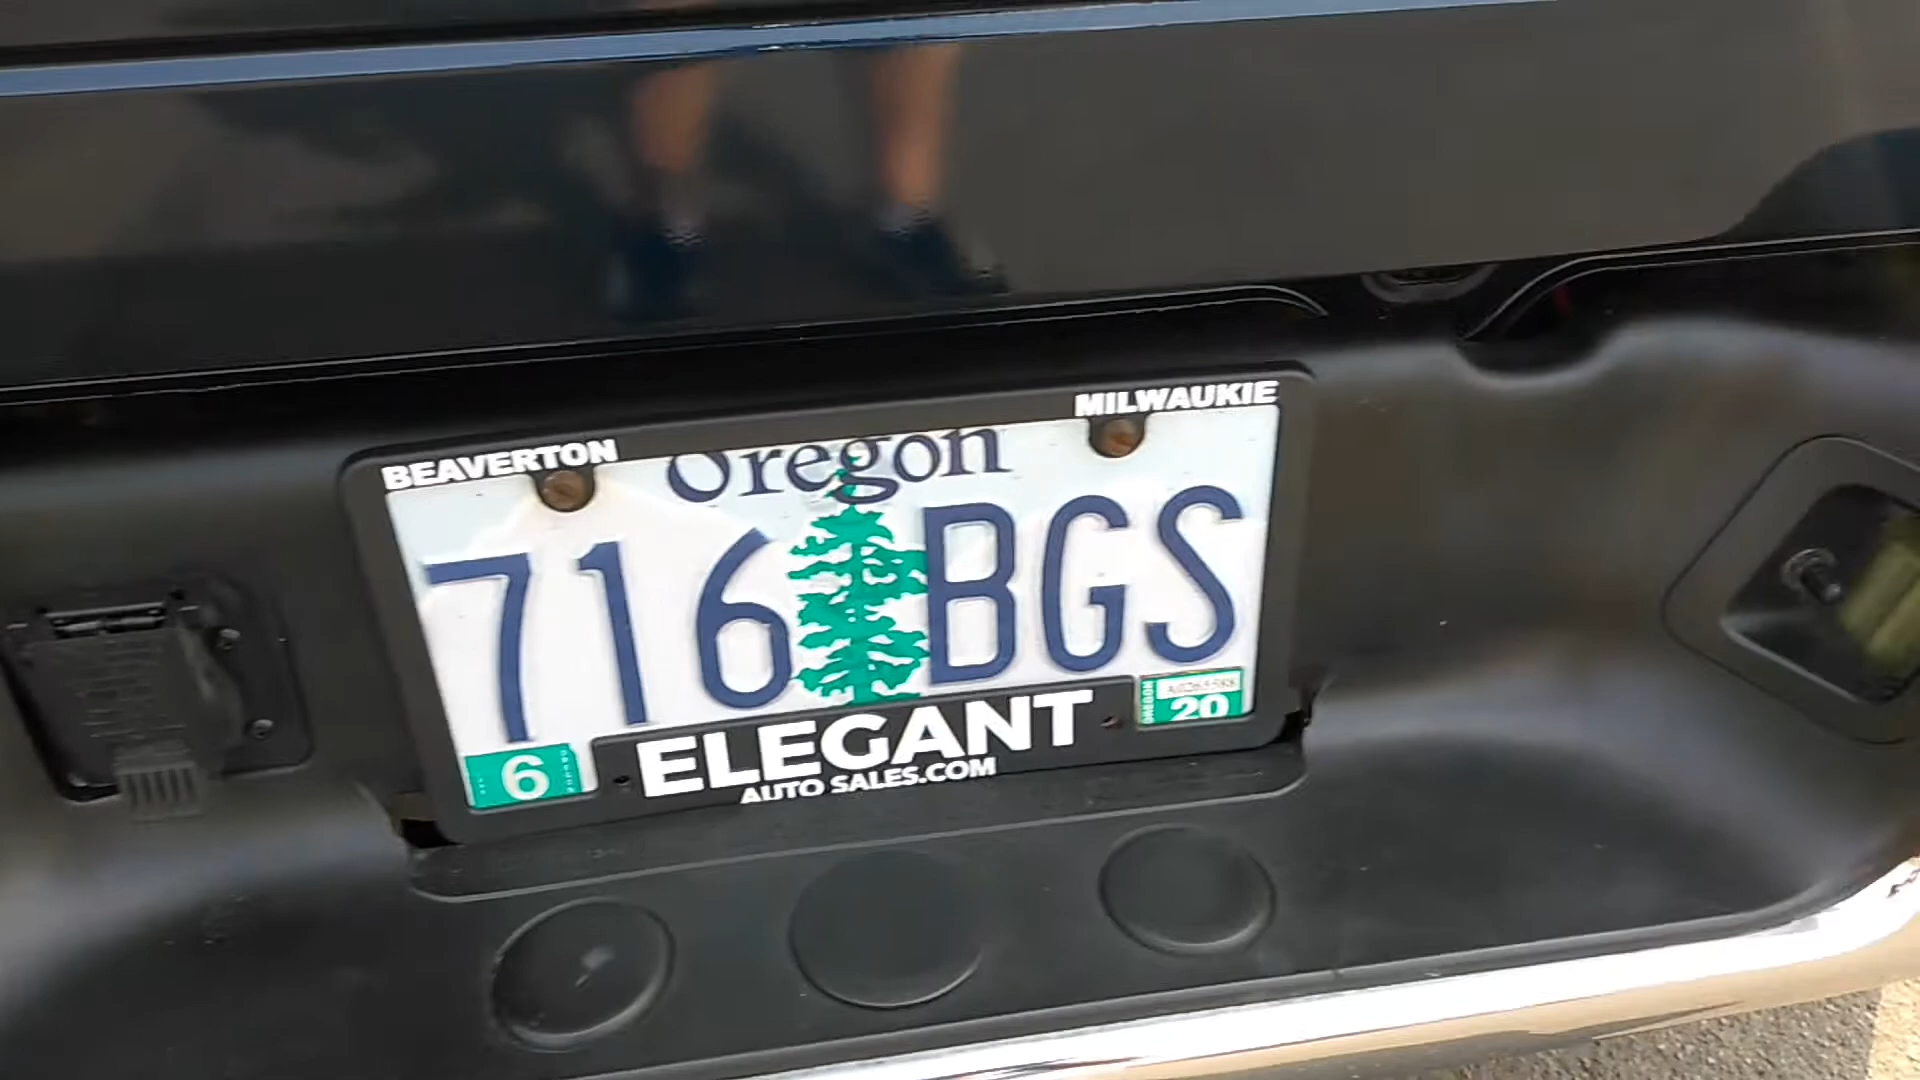 BEAVERTON MILWAUKIE
Oregon
716 BGS
6 20
ELEGANT
AUTO SALES.COM